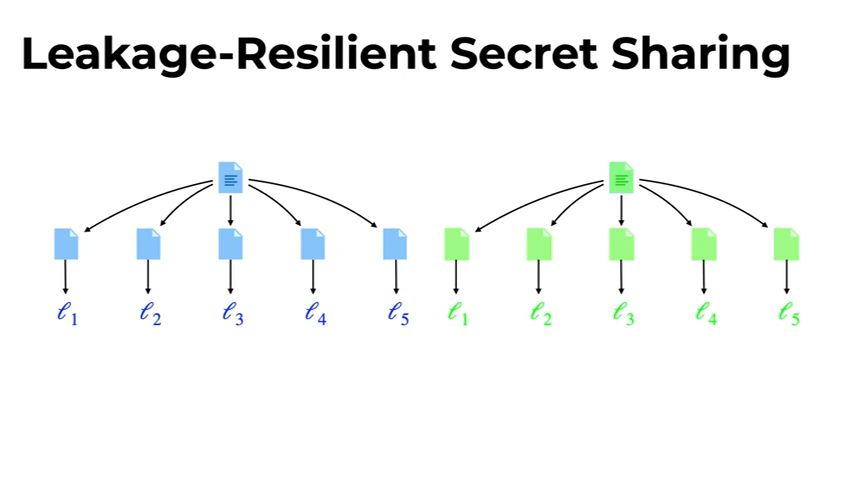 Leakage-Resilient Secret Sharing
ℓ1 ℓ2 ℓ3 ℓ4 ℓ5 ℓ1 ℓ2 ℓ3 ℓ4 ℓ5